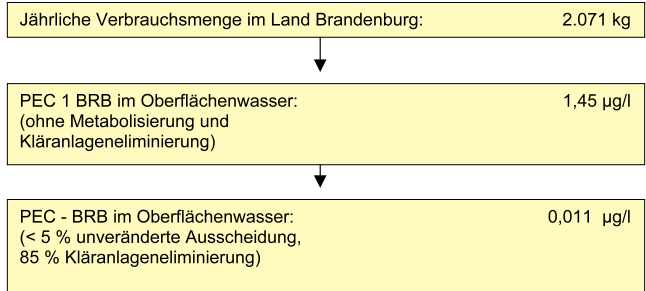 Jährliche Verbrauchsmenge im Land Brandenburg: 2.071 kg
PEC 1 BRB im Oberflächenwasser: 1,45 µg/l
(ohne Metabolisierung und
Kläranlageneliminierung)
PEC - BRB im Oberflächenwasser: 0,011 µg/l
(< 5 % unveränderte Ausscheidung,
85 % Kläranlageneliminierung)